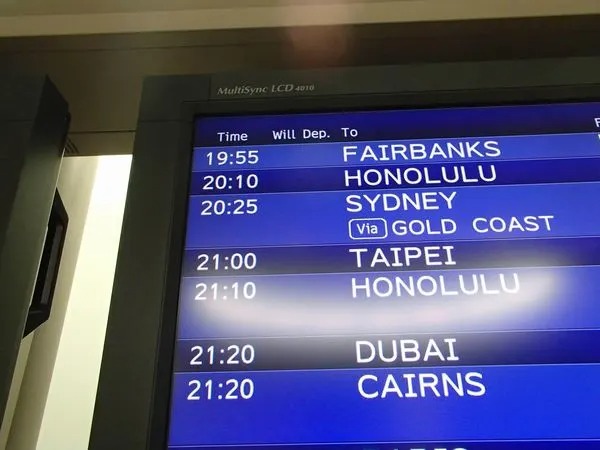 MultiSync LCD 4010
Time Will Dep. To
19:55 FAIRBANKS
20:10 HONOLULU
20:25 SYDNEY
Via GOLD COAST
21:00 TAIPEI
21:10 HONOLULU
21:20 DUBAI
21:20 CAIRNS